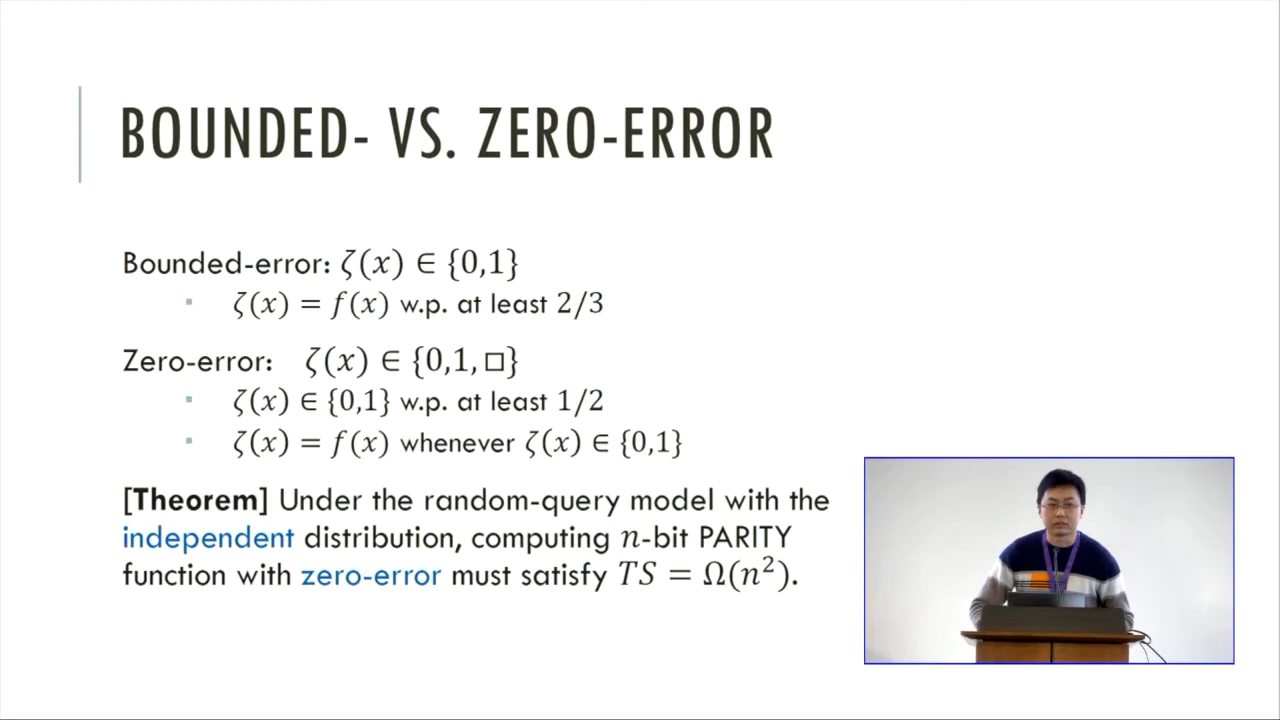 BOUNDED- VS. ZERO-ERROR
Bounded-error: ζ(x) ∈ {0,1}
▪ ζ(x) = f(x) w.p. at least 2/3
Zero-error: ζ(x) ∈ {0,1,□}
▪ ζ(x) ∈ {0,1} w.p. at least 1/2
▪ ζ(x) = f(x) whenever ζ(x) ∈ {0,1}
[Theorem] Under the random-query model with the
independent distribution, computing n-bit PARITY
function with zero-error must satisfy TS = Ω(n²).